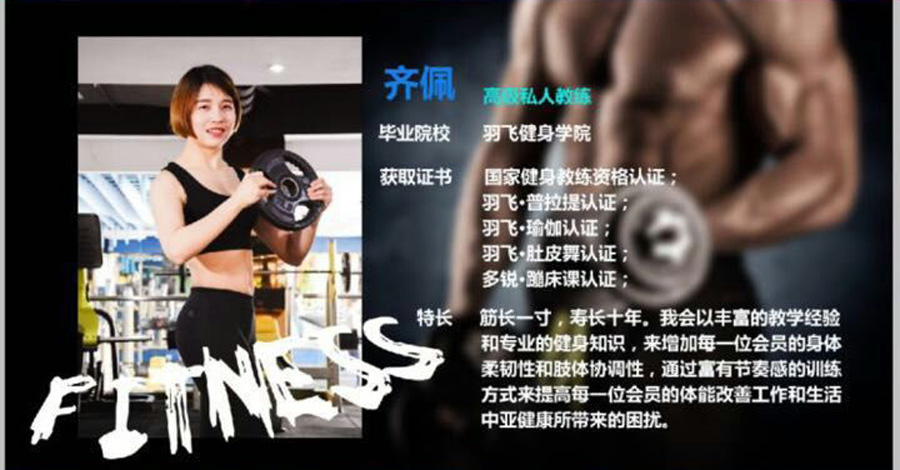 齐佩
高级私人教练
毕业院校 羽飞健身学院
获取证书 国家健身教练资格认证；
羽飞·普拉提认证；
羽飞·瑜伽认证；
羽飞·肚皮舞认证；
多锐·蹦床课认证；
特长 筋长一寸，寿长十年。我会以丰富的教学经验
和专业的健身知识，来增加每一位会员的身体
柔韧性和肢体协调性，通过富有节奏感的训练
方式来提高每一位会员的体能改善工作和生活
中亚健康所带来的困扰。
FITNESS